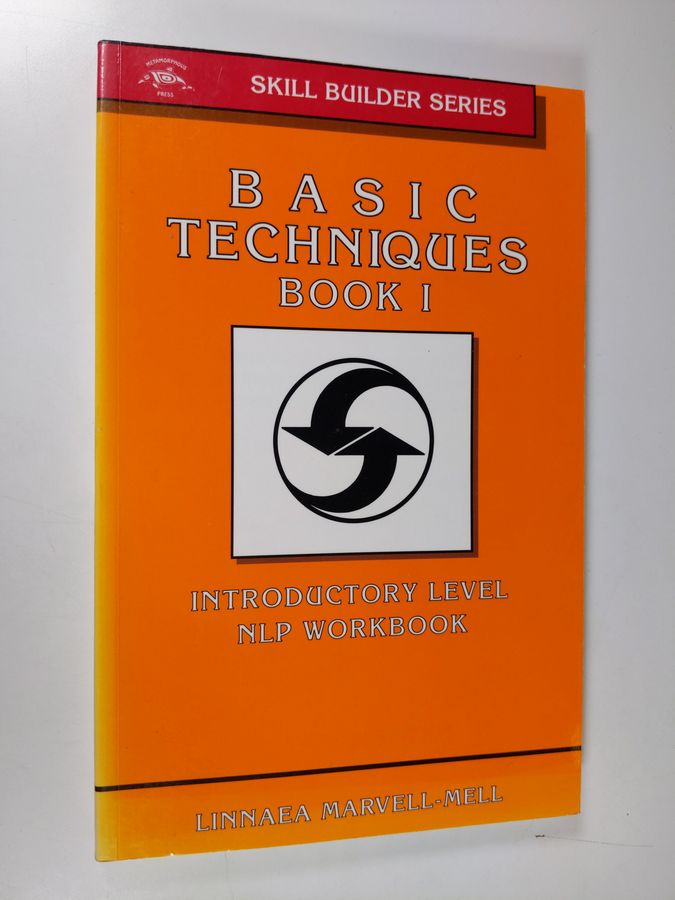 METAMORPHOUS
PRESS
SKILL BUILDER SERIES
BASIC
TECHNIQUES
BOOK I
INTRODUCTORY LEVEL
NLP WORKBOOK
LINNAEA MARVELL-MELL